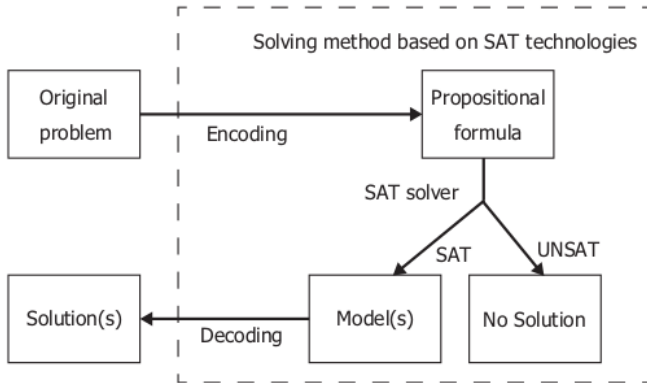 Solving method based on SAT technologies
Original
problem
Encoding
Propositional
formula
SAT solver
SAT
UNSAT
Solution(s)
Decoding
Model(s)
No Solution